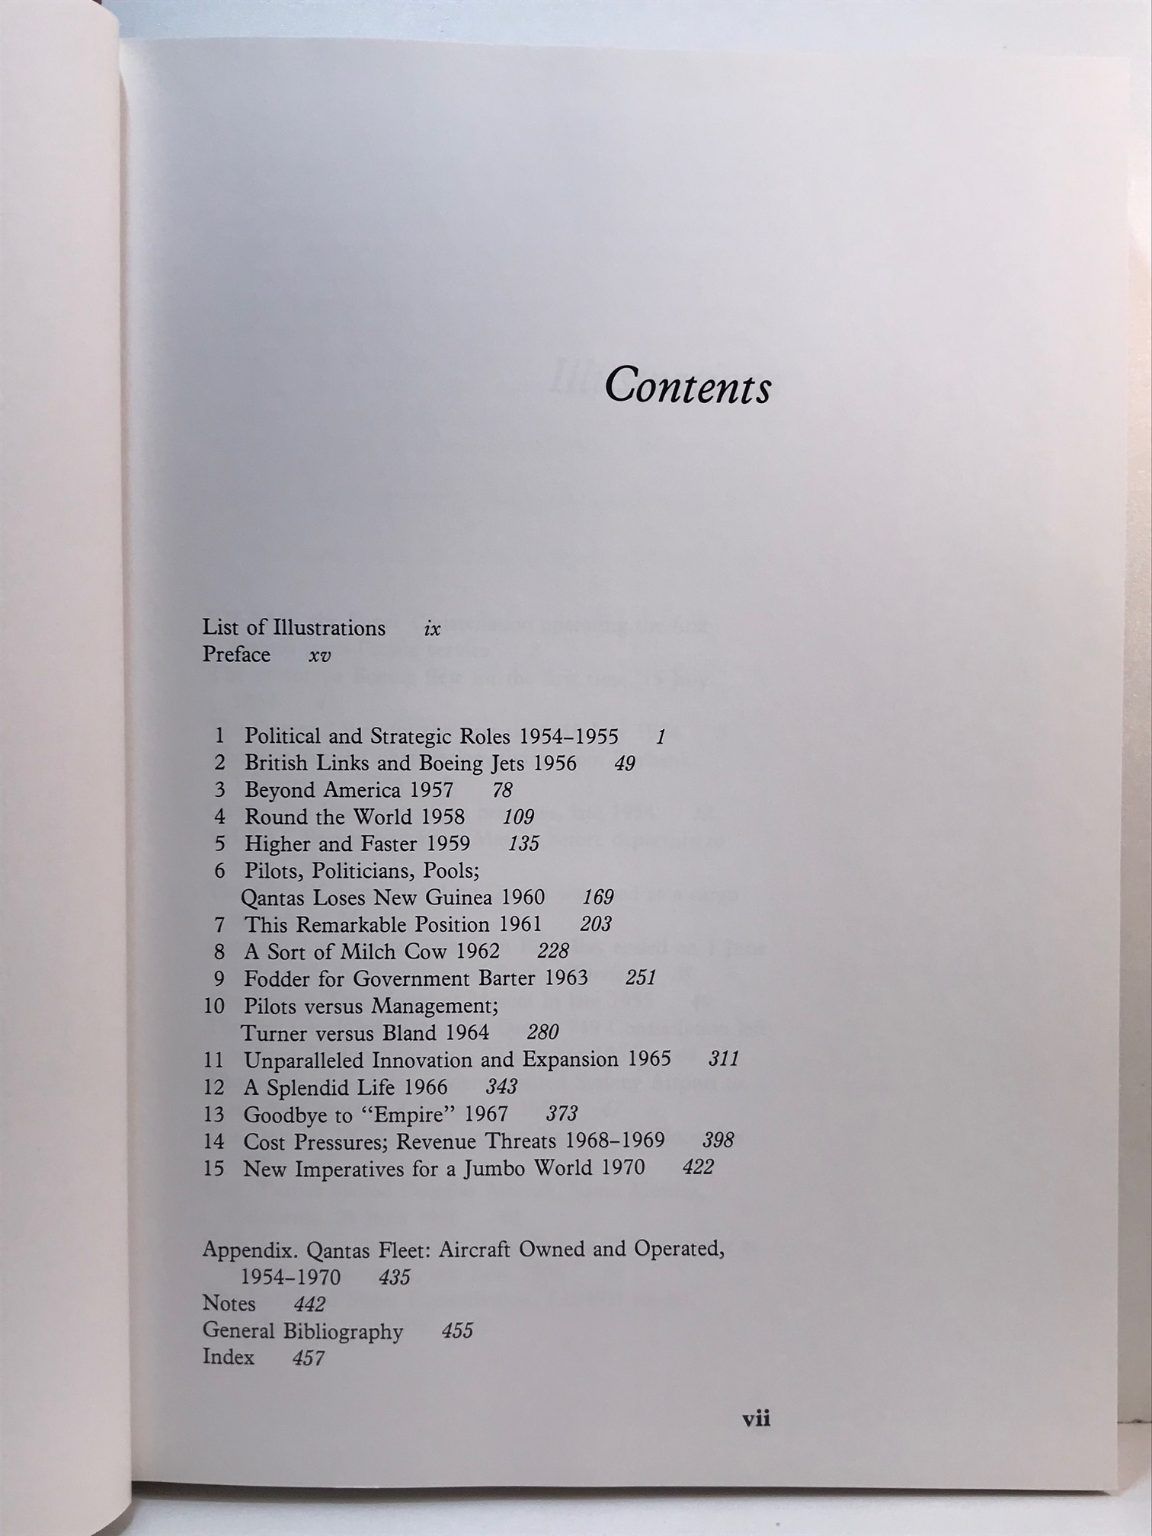 Contents
List of Illustrations ix
Preface xv
1 Political and Strategic Roles 1954–1955 1
2 British Links and Boeing Jets 1956 49
3 Beyond America 1957 78
4 Round the World 1958 109
5 Higher and Faster 1959 135
6 Pilots, Politicians, Pools;
Qantas Loses New Guinea 1960 169
7 This Remarkable Position 1961 203
8 A Sort of Milch Cow 1962 228
9 Fodder for Government Barter 1963 251
10 Pilots versus Management;
Turner versus Bland 1964 280
11 Unparalleled Innovation and Expansion 1965 311
12 A Splendid Life 1966 343
13 Goodbye to “Empire” 1967 373
14 Cost Pressures; Revenue Threats 1968–1969 398
15 New Imperatives for a Jumbo World 1970 422
Appendix. Qantas Fleet: Aircraft Owned and Operated,
1954–1970 435
Notes 442
General Bibliography 455
Index 457
vii